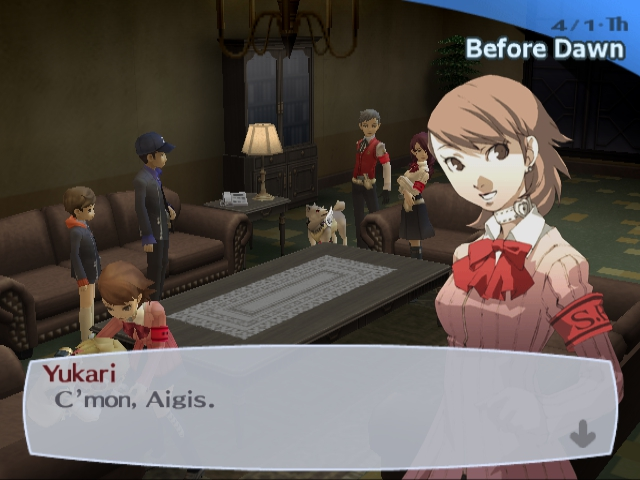 4/1·Th
Before Dawn
S.
Yukari
C'mon, Aigis.